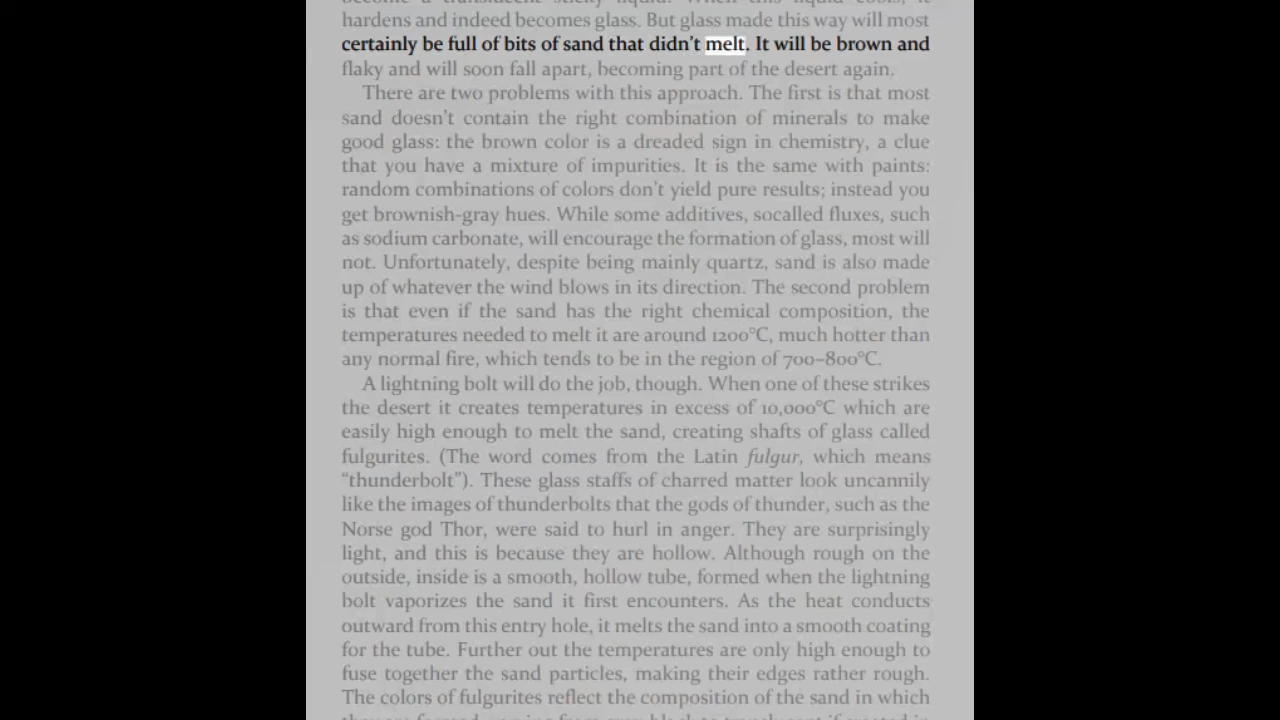 become a translucent sticky liquid. When this liquid cools, it
hardens and indeed becomes glass. But glass made this way will most
certainly be full of bits of sand that didn’t melt. It will be brown and
flaky and will soon fall apart, becoming part of the desert again.
There are two problems with this approach. The first is that most
sand doesn’t contain the right combination of minerals to make
good glass: the brown color is a dreaded sign in chemistry, a clue
that you have a mixture of impurities. It is the same with paints:
random combinations of colors don’t yield pure results; instead you
get brownish-gray hues. While some additives, socalled fluxes, such
as sodium carbonate, will encourage the formation of glass, most will
not. Unfortunately, despite being mainly quartz, sand is also made
up of whatever the wind blows in its direction. The second problem
is that even if the sand has the right chemical composition, the
temperatures needed to melt it are around 1200°C, much hotter than
any normal fire, which tends to be in the region of 700–800°C.
A lightning bolt will do the job, though. When one of these strikes
the desert it creates temperatures in excess of 10,000°C which are
easily high enough to melt the sand, creating shafts of glass called
fulgurites. (The word comes from the Latin fulgur, which means
“thunderbolt”). These glass staffs of charred matter look uncannily
like the images of thunderbolts that the gods of thunder, such as the
Norse god Thor, were said to hurl in anger. They are surprisingly
light, and this is because they are hollow. Although rough on the
outside, inside is a smooth, hollow tube, formed when the lightning
bolt vaporizes the sand it first encounters. As the heat conducts
outward from this entry hole, it melts the sand into a smooth coating
for the tube. Further out the temperatures are only high enough to
fuse together the sand particles, making their edges rather rough.
The colors of fulgurites reflect the composition of the sand in which